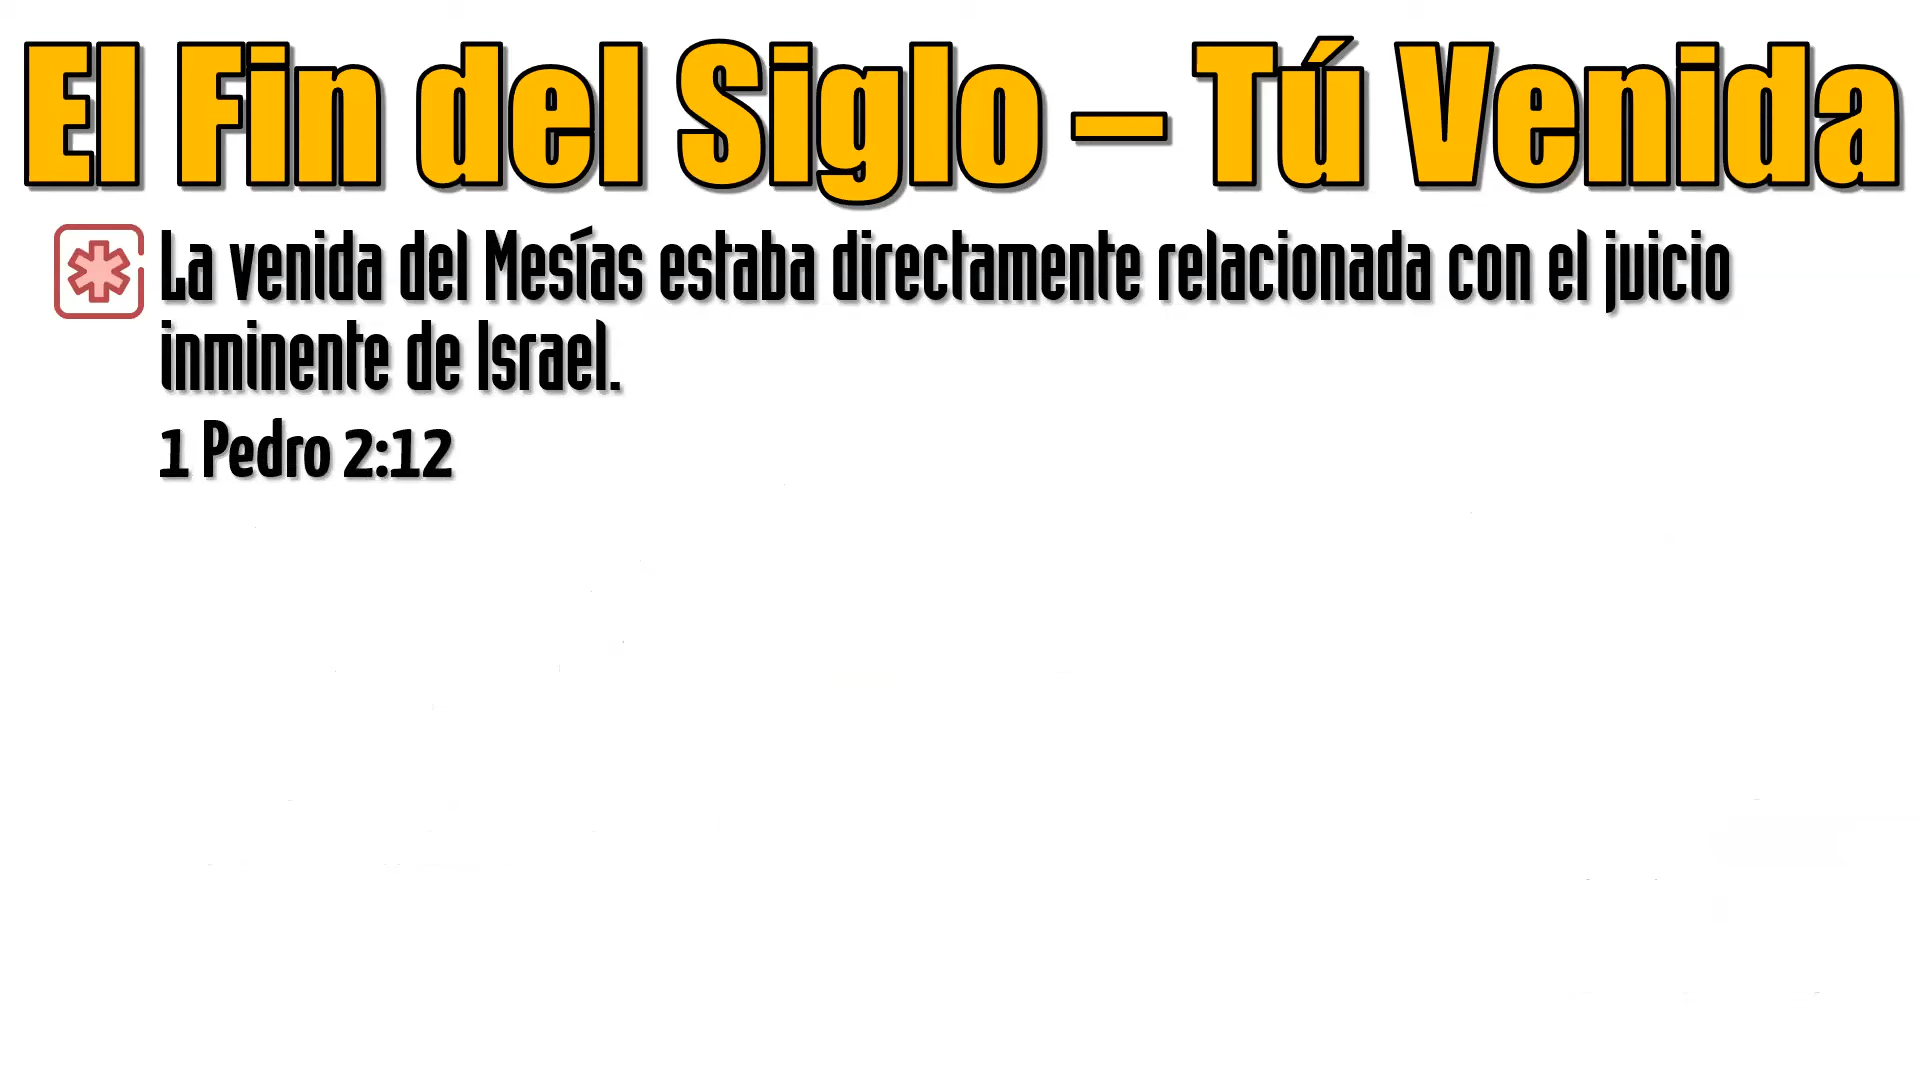 El Fin del Siglo – Tú Venida
La venida del Mesías estaba directamente relacionada con el juicio
inminente de Israel.
1 Pedro 2:12